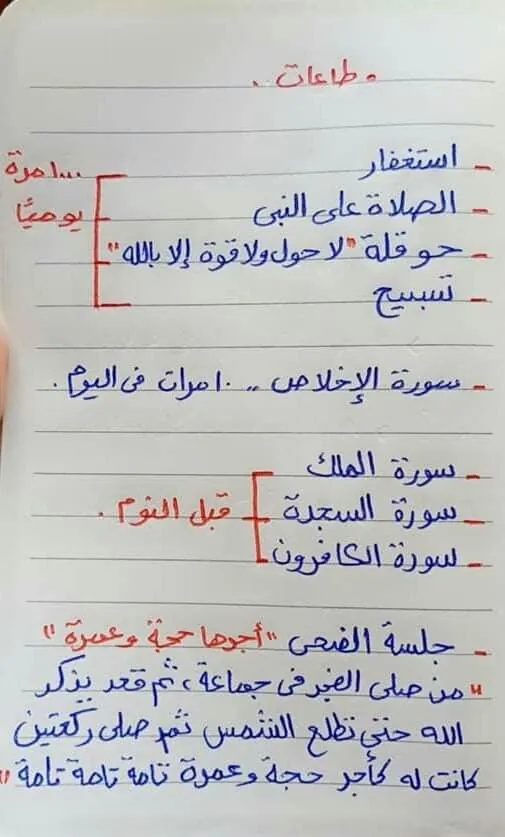 • طاعات .
- استغفار
- الصلاة على النبى
- حوقلة "لا حول ولا قوة إلا بالله"
- تسبيح
١٠٠٠ مرة
يوميًا
- سورة الإخلاص ,, ١٠ مرات فى اليوم .
- سورة الملك
- سورة السجدة
- سورة الكافرون
قبل النوم .
- جلسة الضحى "أجرها حجة وعمرة"
"من صلى الفجر فى جماعة، ثم قعد يذكر
الله حتى تطلع الشمس ثم صلى ركعتين
كانت له كأجر حجة وعمرة تامة تامة تامة"